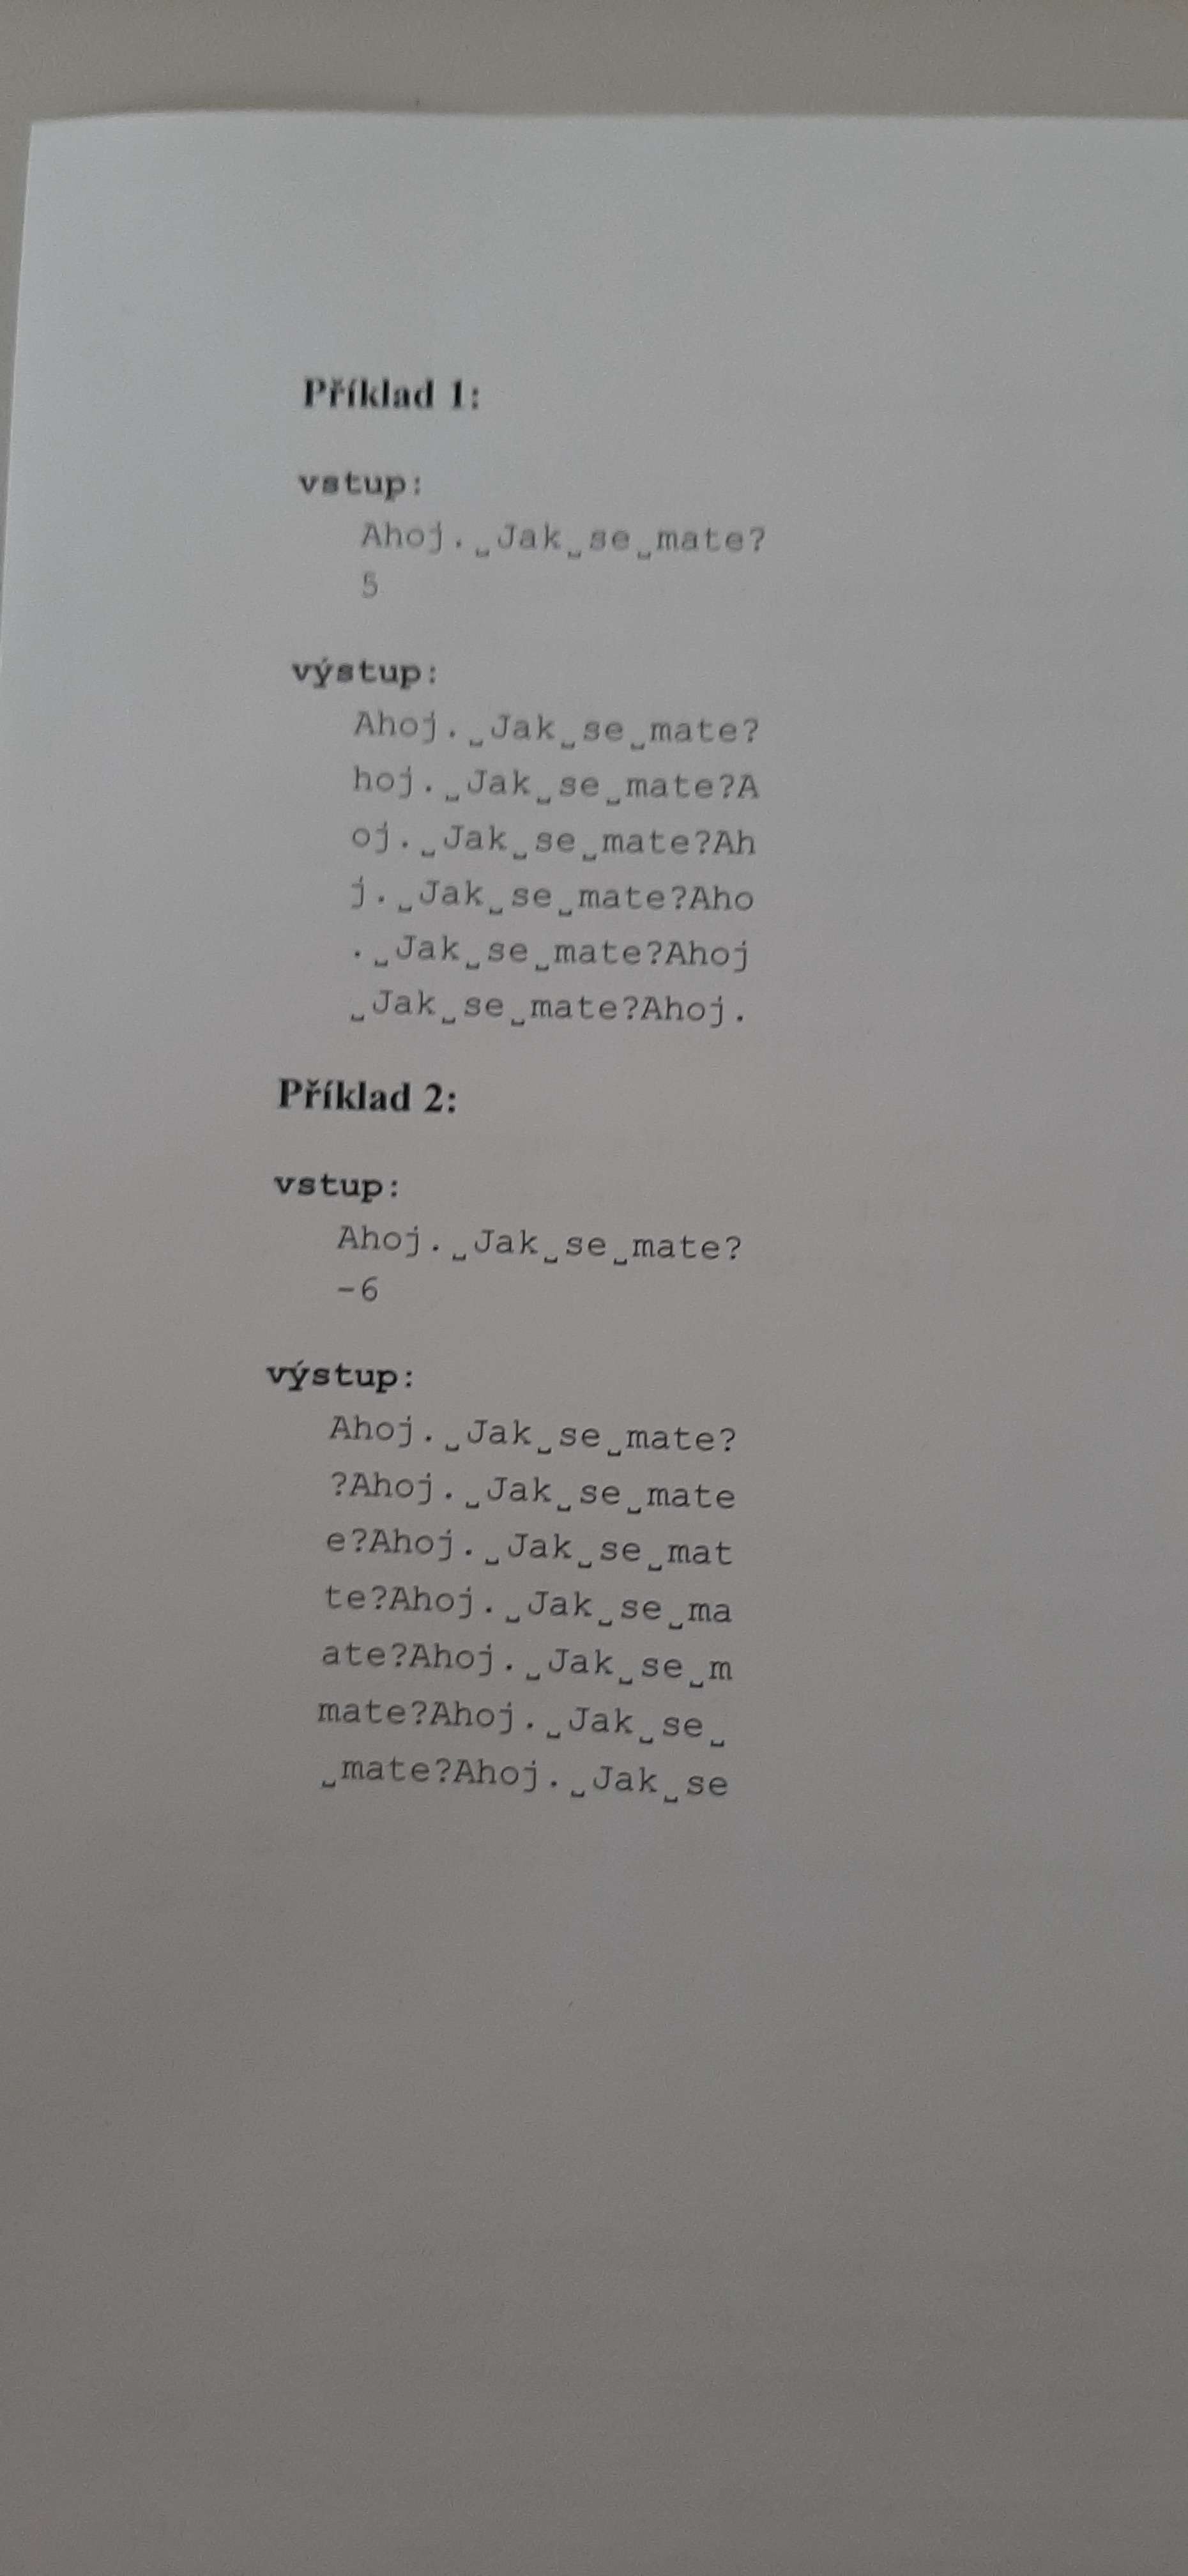 Příklad 1:
vstup:
Ahoj.␣Jak␣se␣mate?
5
výstup:
Ahoj.␣Jak␣se␣mate?
hoj.␣Jak␣se␣mate?A
oj.␣Jak␣se␣mate?Ah
j.␣Jak␣se␣mate?Aho
.␣Jak␣se␣mate?Ahoj
␣Jak␣se␣mate?Ahoj.
Příklad 2:
vstup:
Ahoj.␣Jak␣se␣mate?
-6
výstup:
Ahoj.␣Jak␣se␣mate?
?Ahoj.␣Jak␣se␣mate
e?Ahoj.␣Jak␣se␣mat
te?Ahoj.␣Jak␣se␣ma
ate?Ahoj.␣Jak␣se␣m
mate?Ahoj.␣Jak␣se␣
␣mate?Ahoj.␣Jak␣se